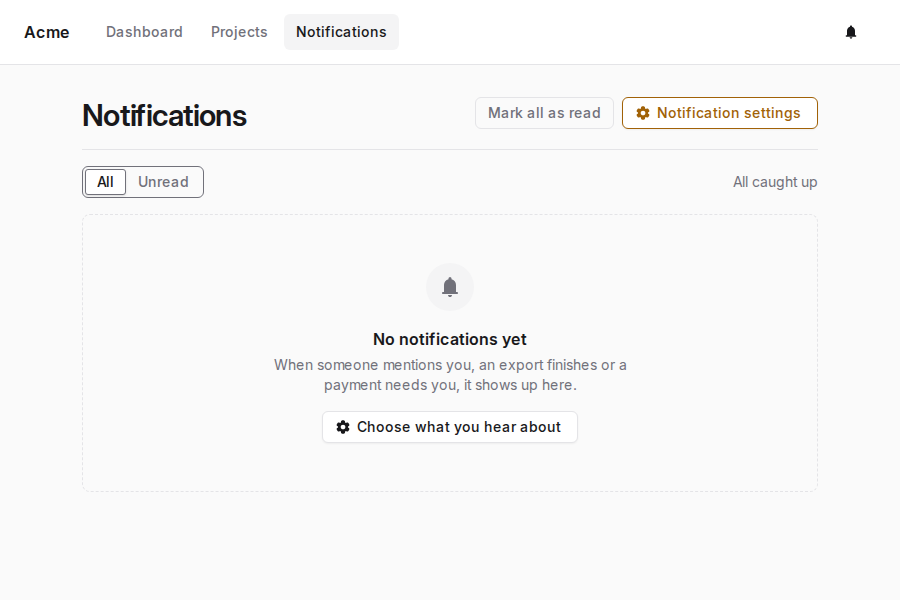 Acme
Dashboard
Projects
Notifications
Notifications
Mark all as read
Notification settings
All
Unread
All caught up
No notifications yet
When someone mentions you, an export finishes or a
payment needs you, it shows up here.
Choose what you hear about